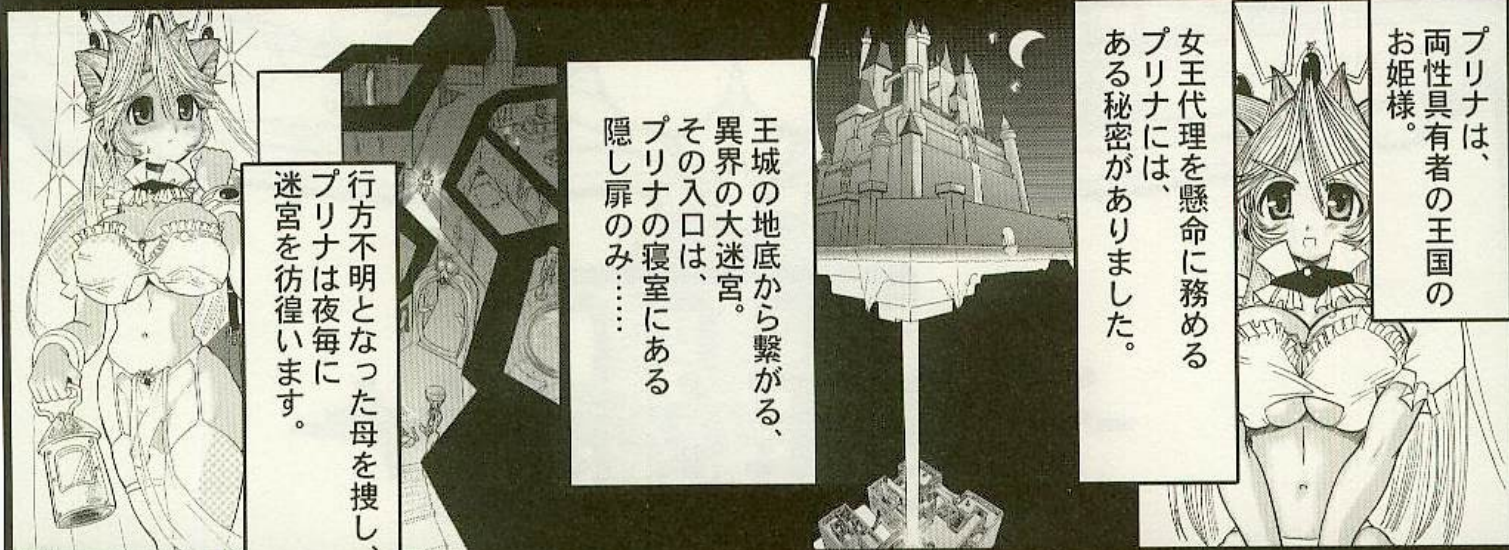 プリナは、
両性具有者の王国の
お姫様。
女王代理を懸命に務める
プリナには、
ある秘密がありました。
王城の地底から繋がる、
異界の大迷宮。
その入口は、
プリナの寝室にある
隠し扉のみ……
行方不明となった母を捜し、
プリナは夜毎に
迷宮を彷徨います。